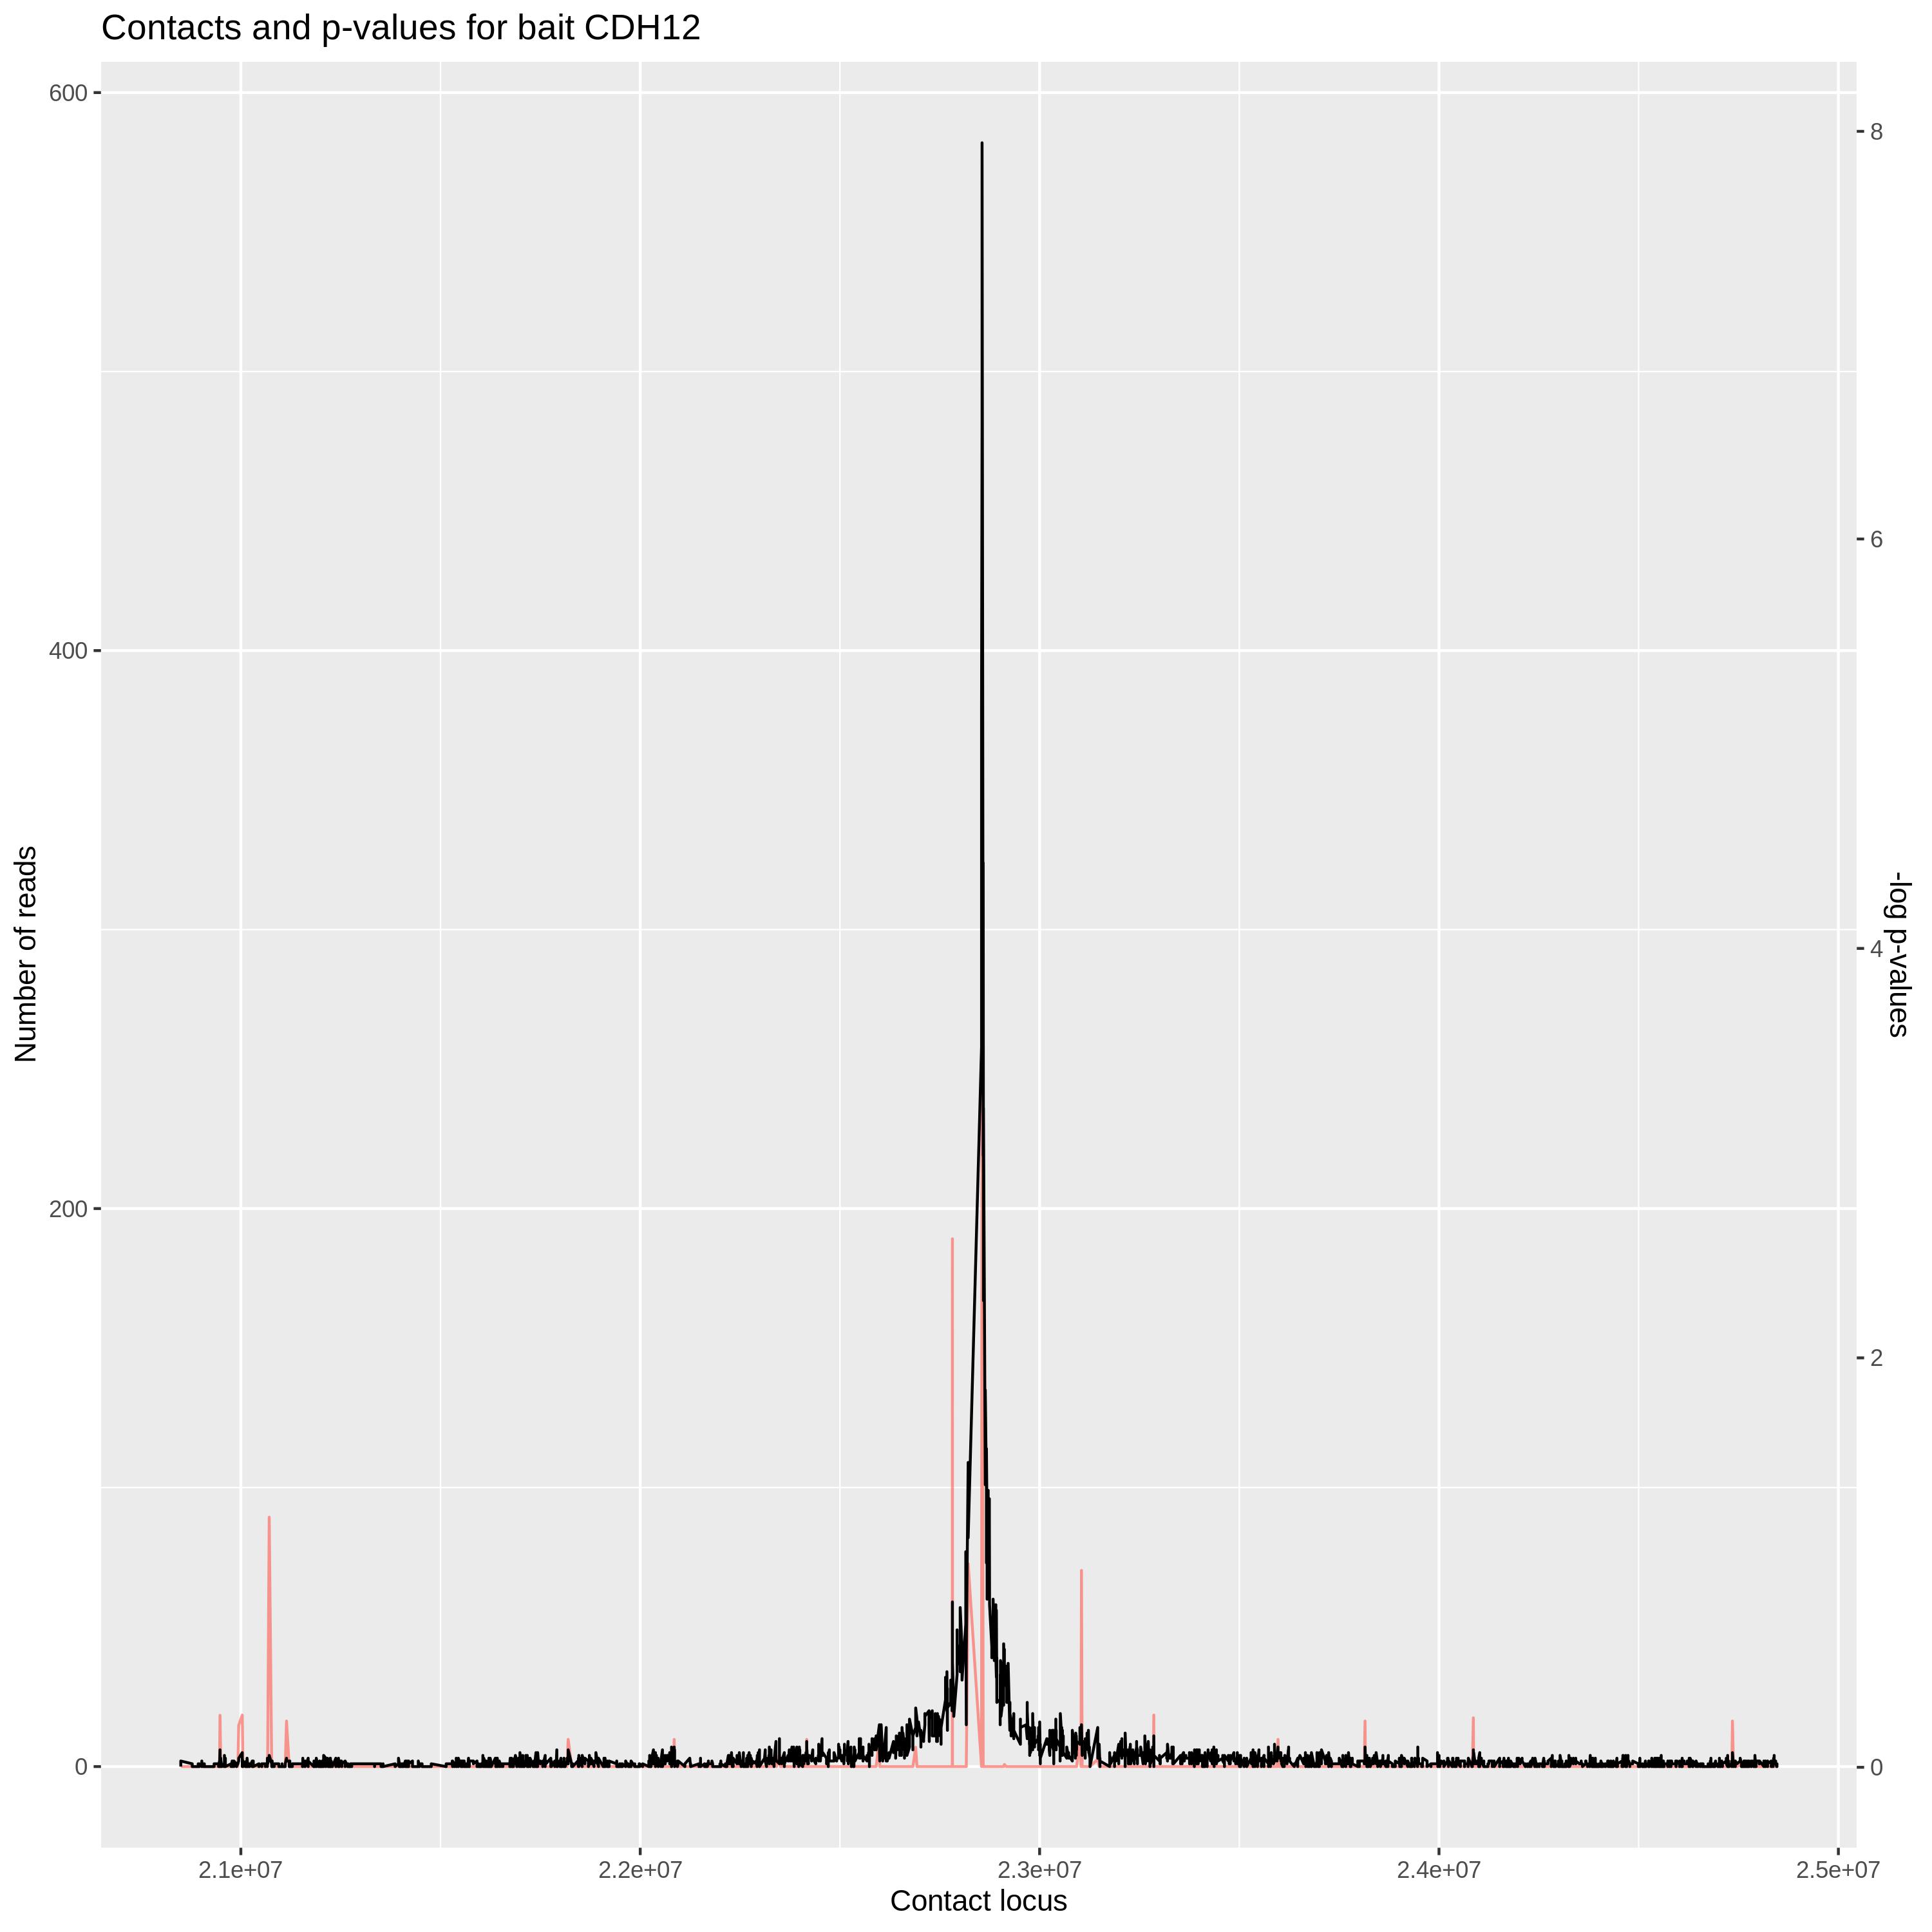 Contacts and p-values for bait CDH12
600
400
200
0
Number of reads
8
6
4
2
0
-log p-values
2.1e+07
2.2e+07
2.3e+07
2.4e+07
2.5e+07
Contact locus